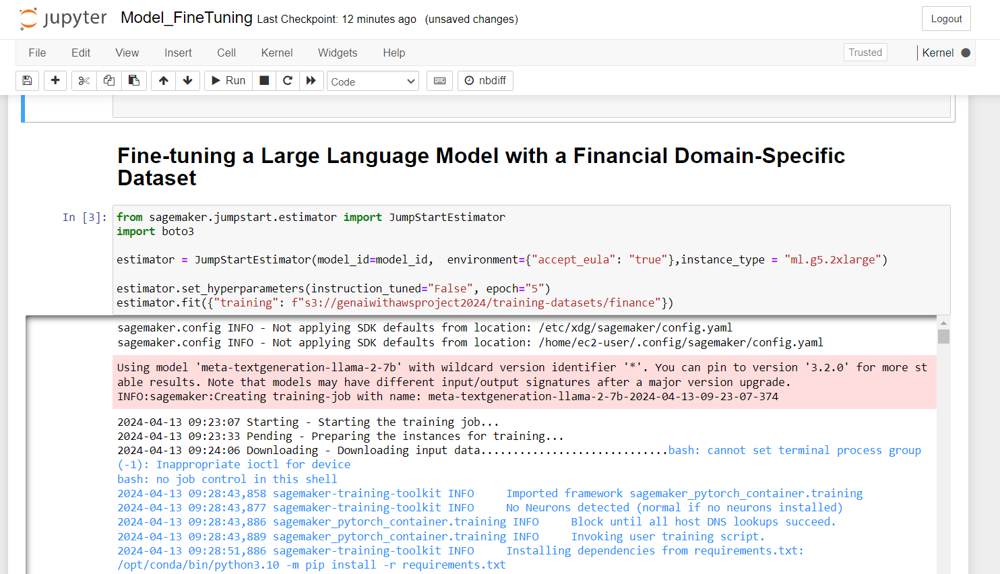 jupyter Model_FineTuning Last Checkpoint: 12 minutes ago (unsaved changes) Logout
File Edit View Insert Cell Kernel Widgets Help Trusted Kernel
Run Code nbdiff
Fine-tuning a Large Language Model with a Financial Domain-Specific
Dataset
In [3]: from sagemaker.jumpstart.estimator import JumpStartEstimator
import boto3
estimator = JumpStartEstimator(model_id=model_id,  environment={"accept_eula": "true"},instance_type = "ml.g5.2xlarge")
estimator.set_hyperparameters(instruction_tuned="False", epoch="5")
estimator.fit({"training": f"s3://genaiwithawsproject2024/training-datasets/finance"})
sagemaker.config INFO - Not applying SDK defaults from location: /etc/xdg/sagemaker/config.yaml
sagemaker.config INFO - Not applying SDK defaults from location: /home/ec2-user/.config/sagemaker/config.yaml
Using model 'meta-textgeneration-llama-2-7b' with wildcard version identifier '*'. You can pin to version '3.2.0' for more st
able results. Note that models may have different input/output signatures after a major version upgrade.
INFO:sagemaker:Creating training-job with name: meta-textgeneration-llama-2-7b-2024-04-13-09-23-07-374
2024-04-13 09:23:07 Starting - Starting the training job...
2024-04-13 09:23:33 Pending - Preparing the instances for training...
2024-04-13 09:24:06 Downloading - Downloading input data.............................bash: cannot set terminal process group
(-1): Inappropriate ioctl for device
bash: no job control in this shell
2024-04-13 09:28:43,858 sagemaker-training-toolkit INFO     Imported framework sagemaker_pytorch_container.training
2024-04-13 09:28:43,877 sagemaker-training-toolkit INFO     No Neurons detected (normal if no neurons installed)
2024-04-13 09:28:43,886 sagemaker_pytorch_container.training INFO     Block until all host DNS lookups succeed.
2024-04-13 09:28:43,889 sagemaker_pytorch_container.training INFO     Invoking user training script.
2024-04-13 09:28:51,886 sagemaker-training-toolkit INFO     Installing dependencies from requirements.txt:
/opt/conda/bin/python3.10 -m pip install -r requirements.txt